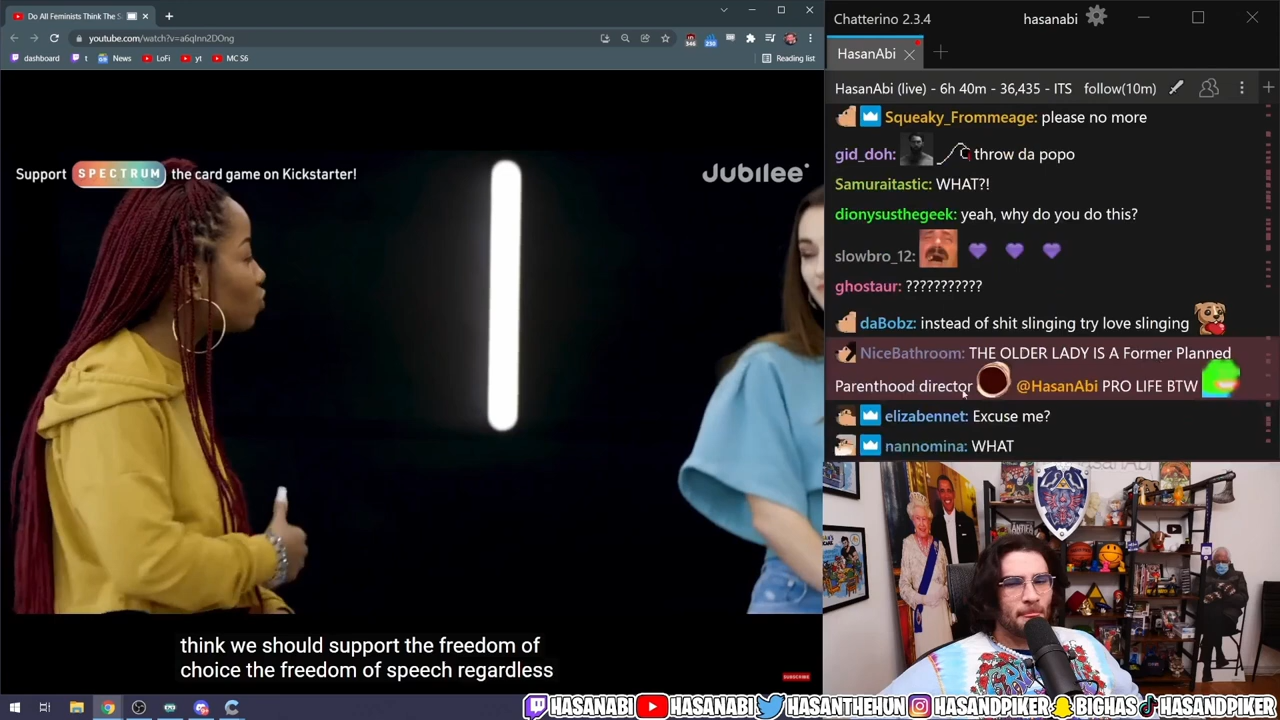 Do All Feminists Think The S
youtube.com/watch?v=a6qlnn2DOng
346
230
dashboard
t
News
LoFi
yt
MC S6
Reading list
Support SPECTRUM the card game on Kickstarter!
Jubilee
think we should support the freedom of
choice the freedom of speech regardless
SUBSCRIBE
Chatterino 2.3.4
hasanabi
HasanAbi
HasanAbi (live) - 6h 40m - 36,435 - ITS
follow(10m)
Squeaky_Frommeage: please no more
gid_doh: throw da popo
Samuraitastic: WHAT?!
dionysusthegeek: yeah, why do you do this?
slowbro_12:
ghostaur: ???????????
daBobz: instead of shit slinging try love slinging
NiceBathroom: THE OLDER LADY IS A Former Planned
Parenthood director @HasanAbi PRO LIFE BTW
elizabennet: Excuse me?
nannomina: WHAT
ANTIFA
HASANABI HASANABI HASANTHEHUN HASANDPIKER BIGHAS HASANDPIKER